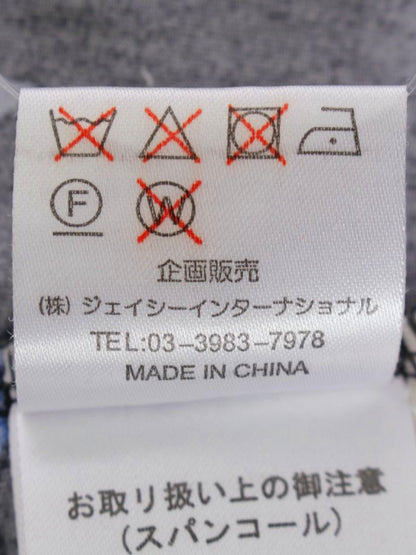 F W
企画販売
(株) ジェイシーインターナショナル
TEL:03-3983-7978
MADE IN CHINA
お取り扱い上の御注意
(スパンコール)